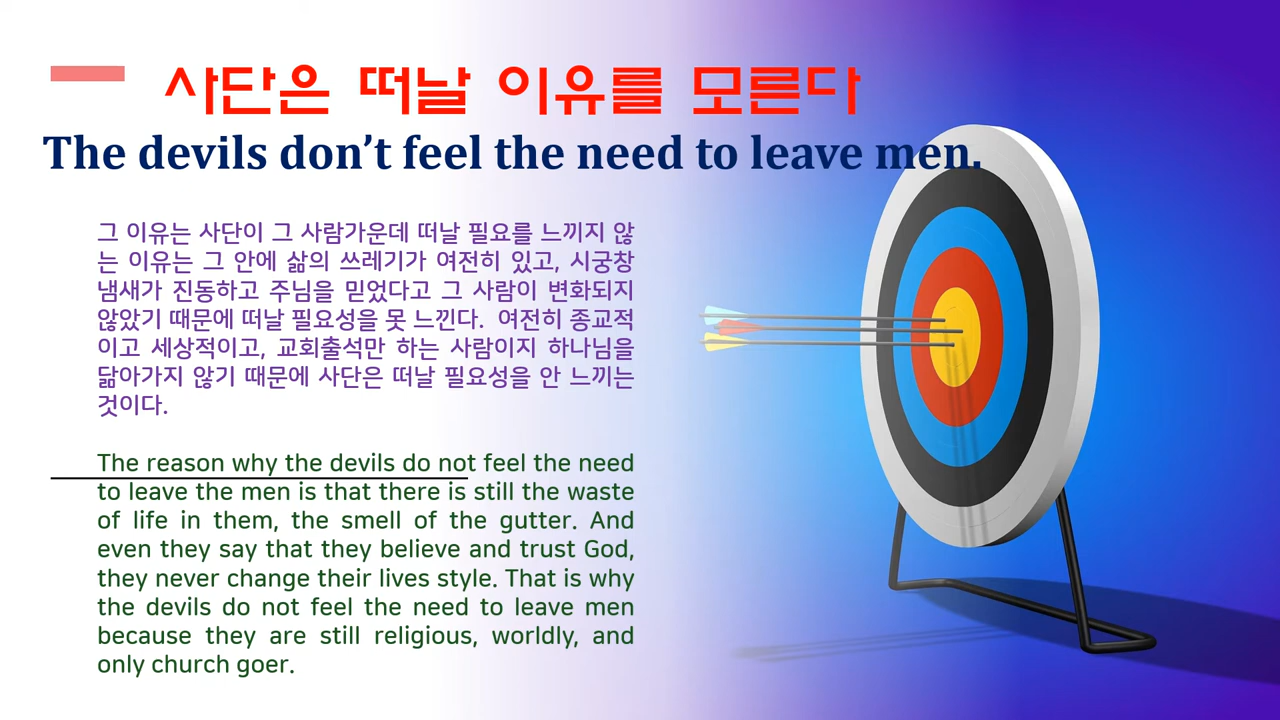 사단은 떠날 이유를 모른다
The devils don't feel the need to leave men.
그 이유는 사단이 그 사람가운데 떠날 필요를 느끼지 않
는 이유는 그 안에 삶의 쓰레기가 여전히 있고, 시궁창
냄새가 진동하고 주님을 믿었다고 그 사람이 변화되지
않았기 때문에 떠날 필요성을 못 느낀다. 여전히 종교적
이고 세상적이고, 교회출석만 하는 사람이지 하나님을
닮아가지 않기 때문에 사단은 떠날 필요성을 안 느끼는
것이다.
The reason why the devils do not feel the need
to leave the men is that there is still the waste
of life in them, the smell of the gutter. And
even they say that they believe and trust God,
they never change their lives style. That is why
the devils do not feel the need to leave men
because they are still religious, worldly, and
only church goer.